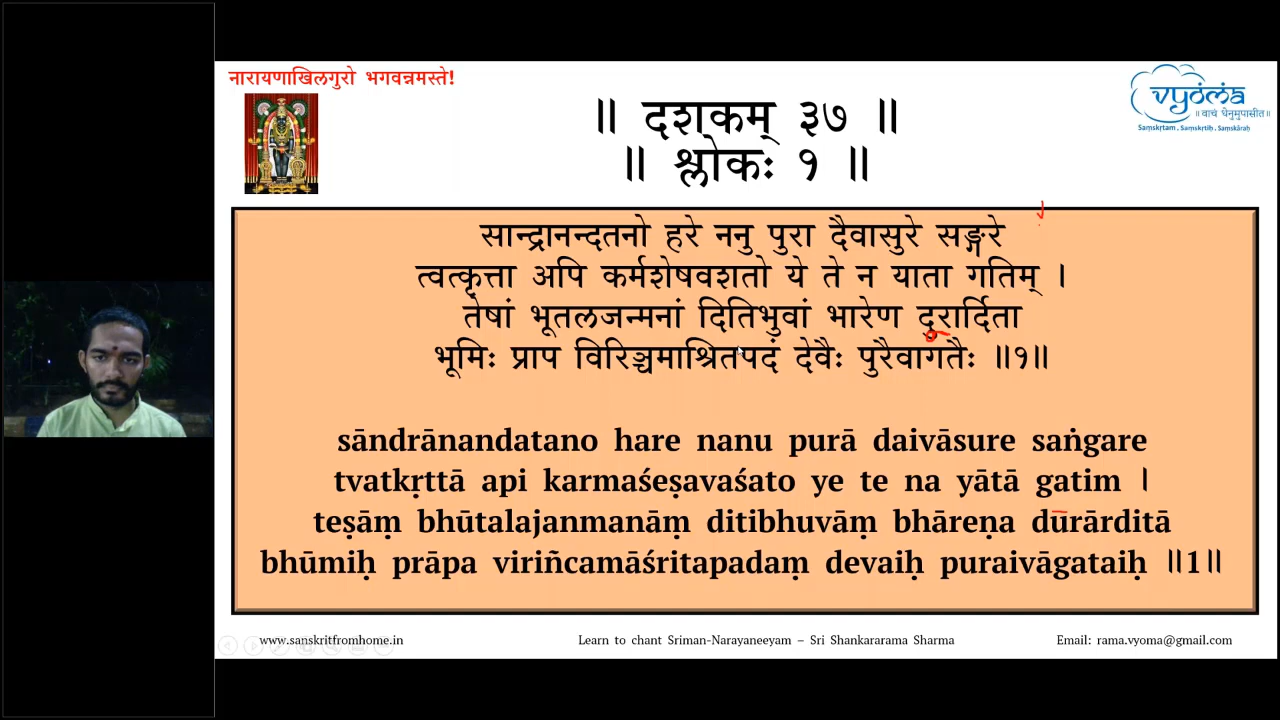 नारायणाखिलगुरो भगवन्नमस्ते!
vyoma
॥ वाचं धेनुमुपासीत॥
Saṃskṛtam, Saṃskṛtiḥ, Saṃskāraḥ
॥ दशकम् ३७ ॥
॥ श्लोकः १ ॥
सान्द्रानन्दतनो हरे ननु पुरा दैवासुरे सङ्गरे
त्वत्कृत्ता अपि कर्मशेषवशतो ये ते न याता गतिम् ।
तेषां भूतलजन्मनां दितिभुवां भारेण दुरार्दिता
भूमिः प्राप विरिञ्चमाश्रितपदं देवैः पुरैवागतैः ॥१॥
sāndrānandatano hare nanu purā daivāsure saṅgare
tvatkṛttā api karmaśeṣavaśato ye te na yātā gatim ।
teṣāṃ bhūtalajanmanāṃ ditibhuvāṃ bhāreṇa dūrārditā
bhūmiḥ prāpa viriñcamāśritapadaṃ devaiḥ puraivāgataiḥ ॥1॥
www.sanskritfromhome.in Learn to chant Sriman-Narayaneeyam – Sri Shankararama Sharma Email: rama.vyoma@gmail.com